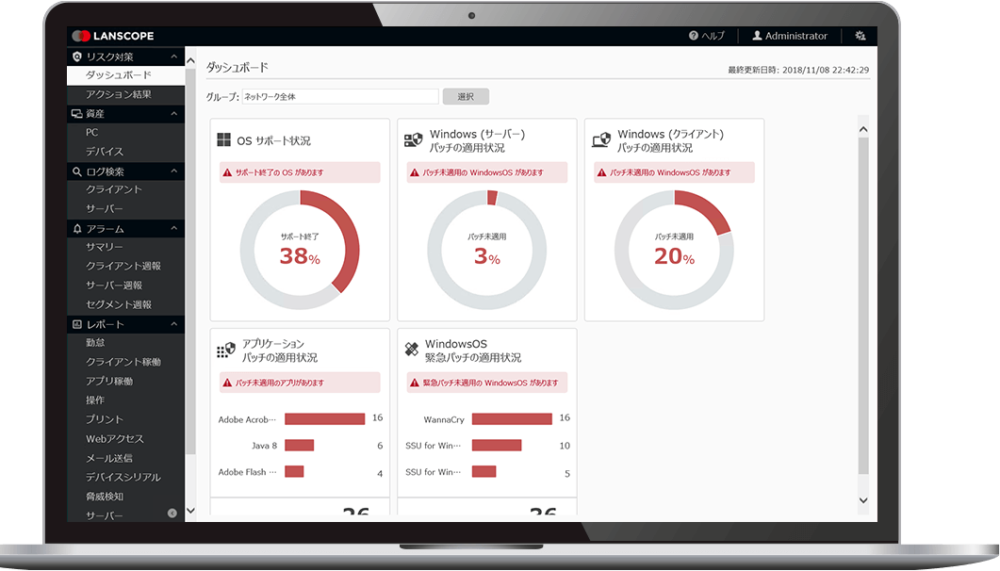 LANSCOPE
ヘルプ
Administrator
リスク対策
ダッシュボード
アクション結果
資産
PC
デバイス
ログ検索
クライアント
サーバー
アラーム
サマリー
クライアント週報
サーバー週報
セグメント週報
レポート
勤怠
クライアント稼働
アプリ稼働
操作
プリント
Webアクセス
メール送信
デバイスシリアル
脅威検知
サーバー
ダッシュボード
最終更新日時: 2018/11/08 22:42:29
グループ: ネットワーク全体 選択
OS サポート状況
サポート終了の OS があります
サポート終了
38%
Windows (サーバー)
パッチの適用状況
パッチ未適用の WindowsOS があります
パッチ未適用
3%
Windows (クライアント)
パッチの適用状況
パッチ未適用の WindowsOS があります
パッチ未適用
20%
アプリケーション
パッチの適用状況
パッチ未適用のアプリがあります
Adobe Acrob… 16
Java 8 6
Adobe Flash … 4
26
WindowsOS
緊急パッチの適用状況
緊急パッチ未適用の WindowsOS があります
WannaCry 16
SSU for Win… 10
SSU for Win… 5